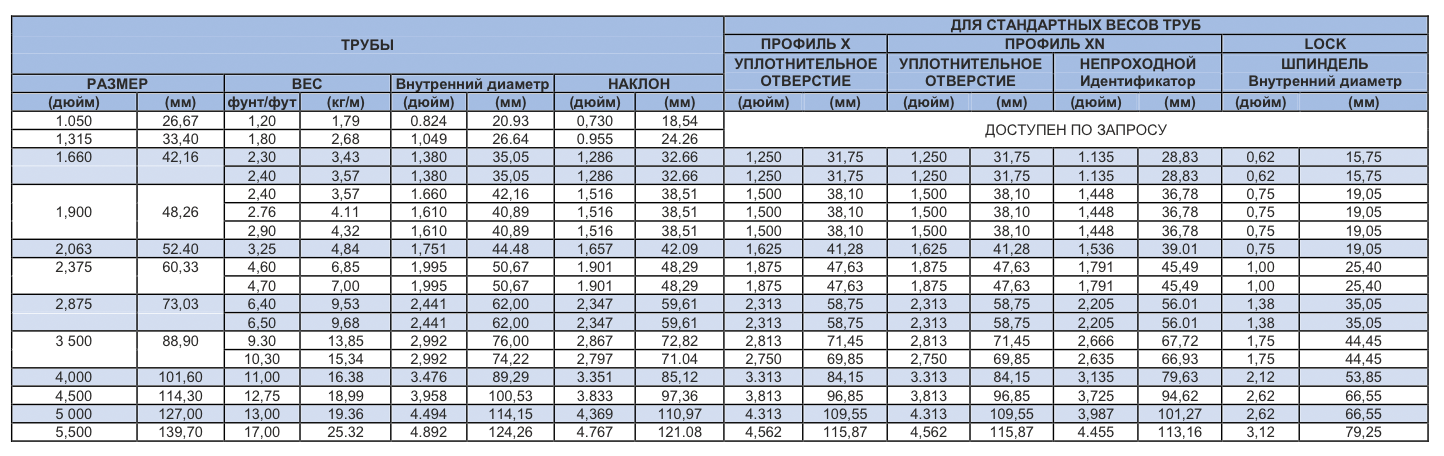 ДЛЯ СТАНДАРТНЫХ ВЕСОВ ТРУБ
ТРУБЫ
ПРОФИЛЬ X ПРОФИЛЬ XN LOCK
УПЛОТНИТЕЛЬНОЕ УПЛОТНИТЕЛЬНОЕ НЕПРОХОДНОЙ ШПИНДЕЛЬ
РАЗМЕР ВЕС Внутренний диаметр НАКЛОН ОТВЕРСТИЕ ОТВЕРСТИЕ Идентификатор Внутренний диаметр
(дюйм) (мм) фунт/фут (кг/м) (дюйм) (мм) (дюйм) (мм) (дюйм) (мм) (дюйм) (мм) (дюйм) (мм) (дюйм) (мм)
1.050 26,67 1,20 1,79 0.824 20.93 0,730 18,54
ДОСТУПЕН ПО ЗАПРОСУ
1,315 33,40 1,80 2,68 1,049 26.64 0.955 24.26
1.660 42,16 2,30 3,43 1,380 35,05 1,286 32.66 1,250 31,75 1,250 31,75 1.135 28,83 0,62 15,75
2,40 3,57 1,380 35,05 1,286 32.66 1,250 31,75 1,250 31,75 1.135 28,83 0,62 15,75
2,40 3,57 1.660 42,16 1,516 38,51 1,500 38,10 1,500 38,10 1,448 36,78 0,75 19,05
1,900 48,26 2.76 4.11 1,610 40,89 1,516 38,51 1,500 38,10 1,500 38,10 1,448 36,78 0,75 19,05
2,90 4,32 1,610 40,89 1,516 38,51 1,500 38,10 1,500 38,10 1,448 36,78 0,75 19,05
2,063 52.40 3,25 4,84 1,751 44.48 1,657 42.09 1,625 41,28 1,625 41,28 1,536 39.01 0,75 19,05
2,375 60,33 4,60 6,85 1,995 50,67 1.901 48,29 1,875 47,63 1,875 47,63 1,791 45,49 1,00 25,40
4,70 7,00 1,995 50,67 1.901 48,29 1,875 47,63 1,875 47,63 1,791 45,49 1,00 25,40
2,875 73,03 6,40 9,53 2,441 62,00 2,347 59,61 2,313 58,75 2,313 58,75 2,205 56.01 1,38 35,05
6,50 9,68 2,441 62,00 2,347 59,61 2,313 58,75 2,313 58,75 2,205 56.01 1,38 35,05
3 500 88,90 9.30 13,85 2,992 76,00 2,867 72,82 2,813 71,45 2,813 71,45 2,666 67,72 1,75 44,45
10,30 15,34 2,992 74,22 2,797 71.04 2,750 69,85 2,750 69,85 2,635 66,93 1,75 44,45
4,000 101,60 11,00 16.38 3.476 89,29 3.351 85,12 3.313 84,15 3.313 84,15 3,135 79,63 2,12 53,85
4,500 114,30 12,75 18,99 3,958 100,53 3.833 97,36 3,813 96,85 3,813 96,85 3,725 94,62 2,62 66,55
5 000 127,00 13,00 19.36 4.494 114,15 4,369 110,97 4.313 109,55 4.313 109,55 3,987 101,27 2,62 66,55
5,500 139,70 17,00 25.32 4.892 124,26 4.767 121.08 4,562 115,87 4,562 115,87 4.455 113,16 3,12 79,25